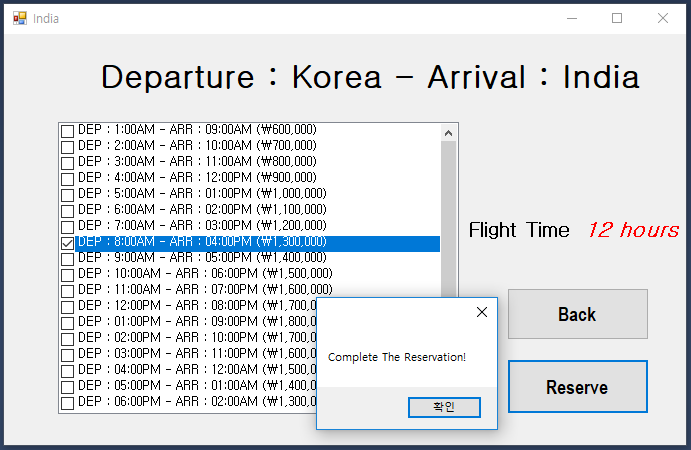 India
Departure : Korea - Arrival : India
DEP : 1:00AM - ARR : 09:00AM (₩600,000)
DEP : 2:00AM - ARR : 10:00AM (₩700,000)
DEP : 3:00AM - ARR : 11:00AM (₩800,000)
DEP : 4:00AM - ARR : 12:00PM (₩900,000)
DEP : 5:00AM - ARR : 01:00PM (₩1,000,000)
DEP : 6:00AM - ARR : 02:00PM (₩1,100,000)
DEP : 7:00AM - ARR : 03:00PM (₩1,200,000)
DEP : 8:00AM - ARR : 04:00PM (₩1,300,000)
DEP : 9:00AM - ARR : 05:00PM (₩1,400,000)
DEP : 10:00AM - ARR : 06:00PM (₩1,500,000)
DEP : 11:00AM - ARR : 07:00PM (₩1,600,000)
DEP : 12:00PM - ARR : 08:00PM (₩1,700,0
DEP : 01:00PM - ARR : 09:00PM (₩1,800,0
DEP : 02:00PM - ARR : 10:00PM (₩1,700,0
DEP : 03:00PM - ARR : 11:00PM (₩1,600,0
DEP : 04:00PM - ARR : 12:00AM (₩1,500,0
DEP : 05:00PM - ARR : 01:00AM (₩1,400,0
DEP : 06:00PM - ARR : 02:00AM (₩1,300,0
Flight Time 12 hours
Back
Reserve
Complete The Reservation!
확인